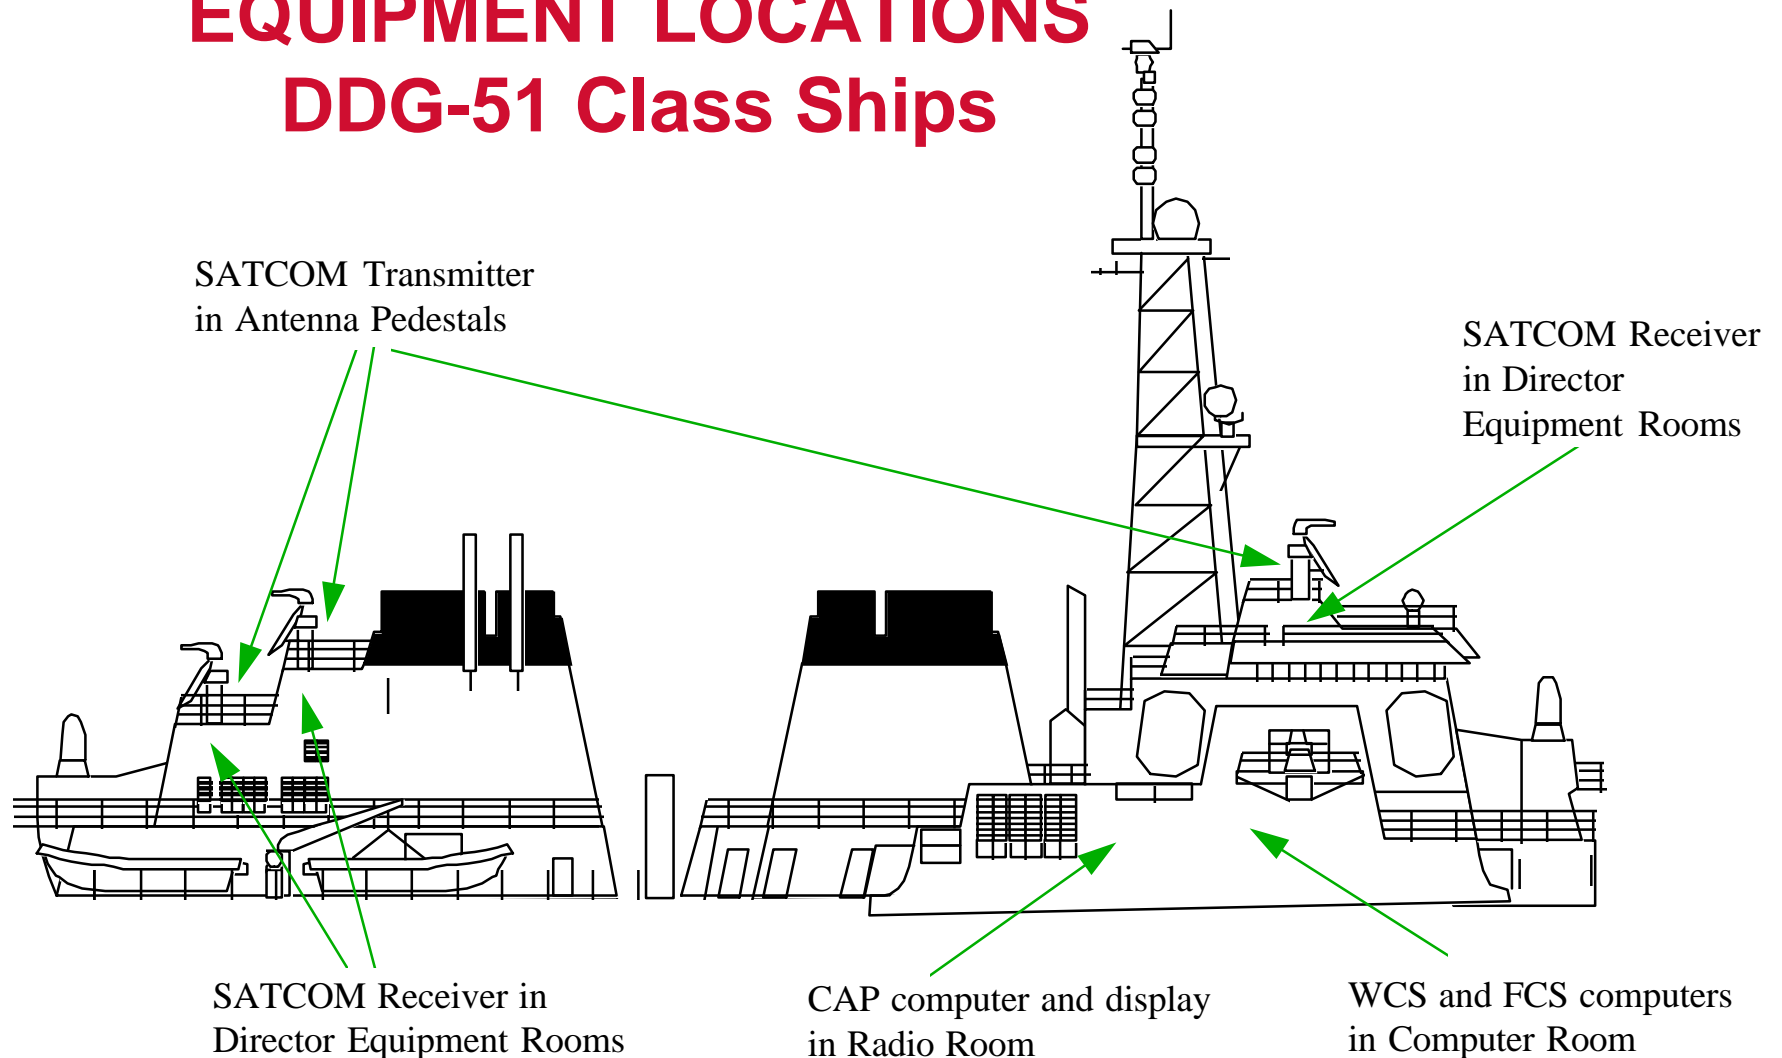 EQUIPMENT LOCATIONS
DDG-51 Class Ships
SATCOM Transmitter
in Antenna Pedestals
SATCOM Receiver
in Director
Equipment Rooms
SATCOM Receiver in
Director Equipment Rooms
CAP computer and display
in Radio Room
WCS and FCS computers
in Computer Room